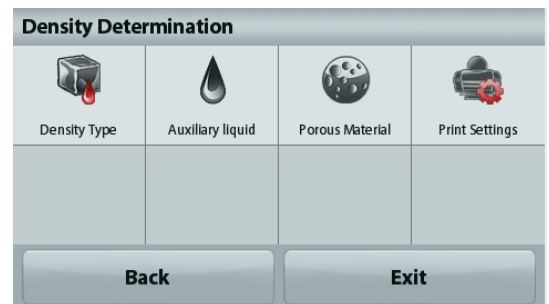 Density Determination
Density Type
Auxiliary liquid
Porous Material
Print Settings
Back
Exit